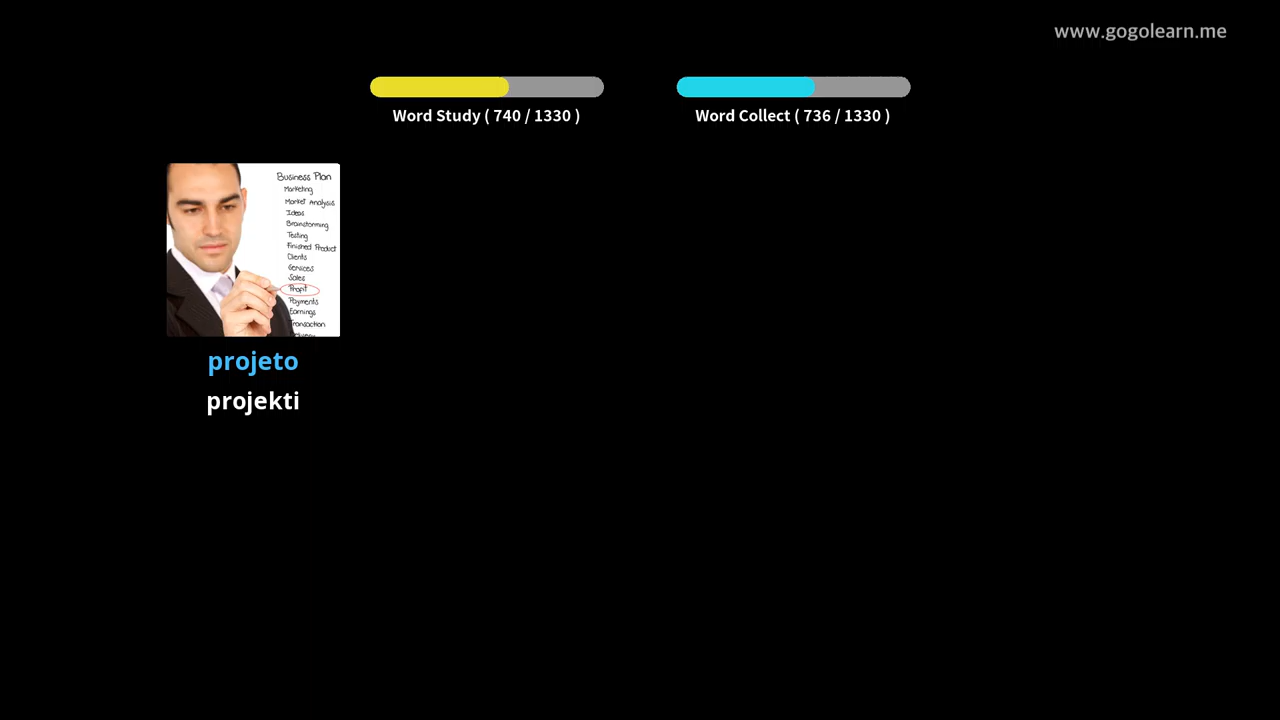 www.gogolearn.me
Word Study ( 740 / 1330 )
Word Collect ( 736 / 1330 )
Business Plan
Marketing
Market Analysis
Ideas
Brainstorming
Testing
Finished Product
Clients
Services
Sales
Profit
Payments
Earnings
Transaction
projeto
projekti